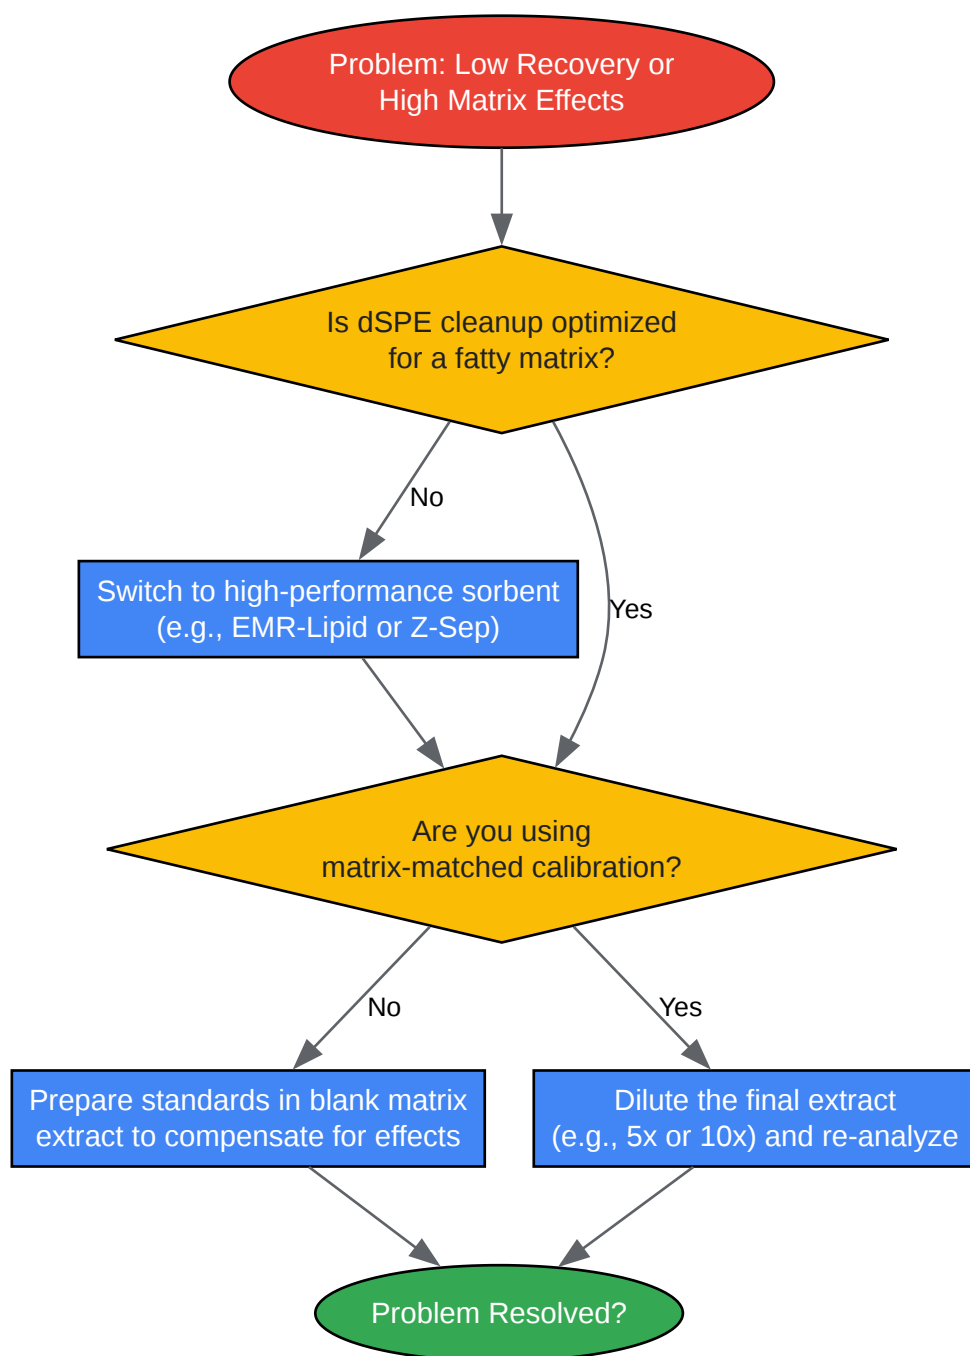 Problem: Low Recovery or
High Matrix Effects
Is dSPE cleanup optimized
for a fatty matrix?
No
Switch to high-performance sorbent
(e.g., EMR-Lipid or Z-Sep)
Yes
Are you using
matrix-matched calibration?
No
Yes
Prepare standards in blank matrix
extract to compensate for effects
Dilute the final extract
(e.g., 5x or 10x) and re-analyze
Problem Resolved?